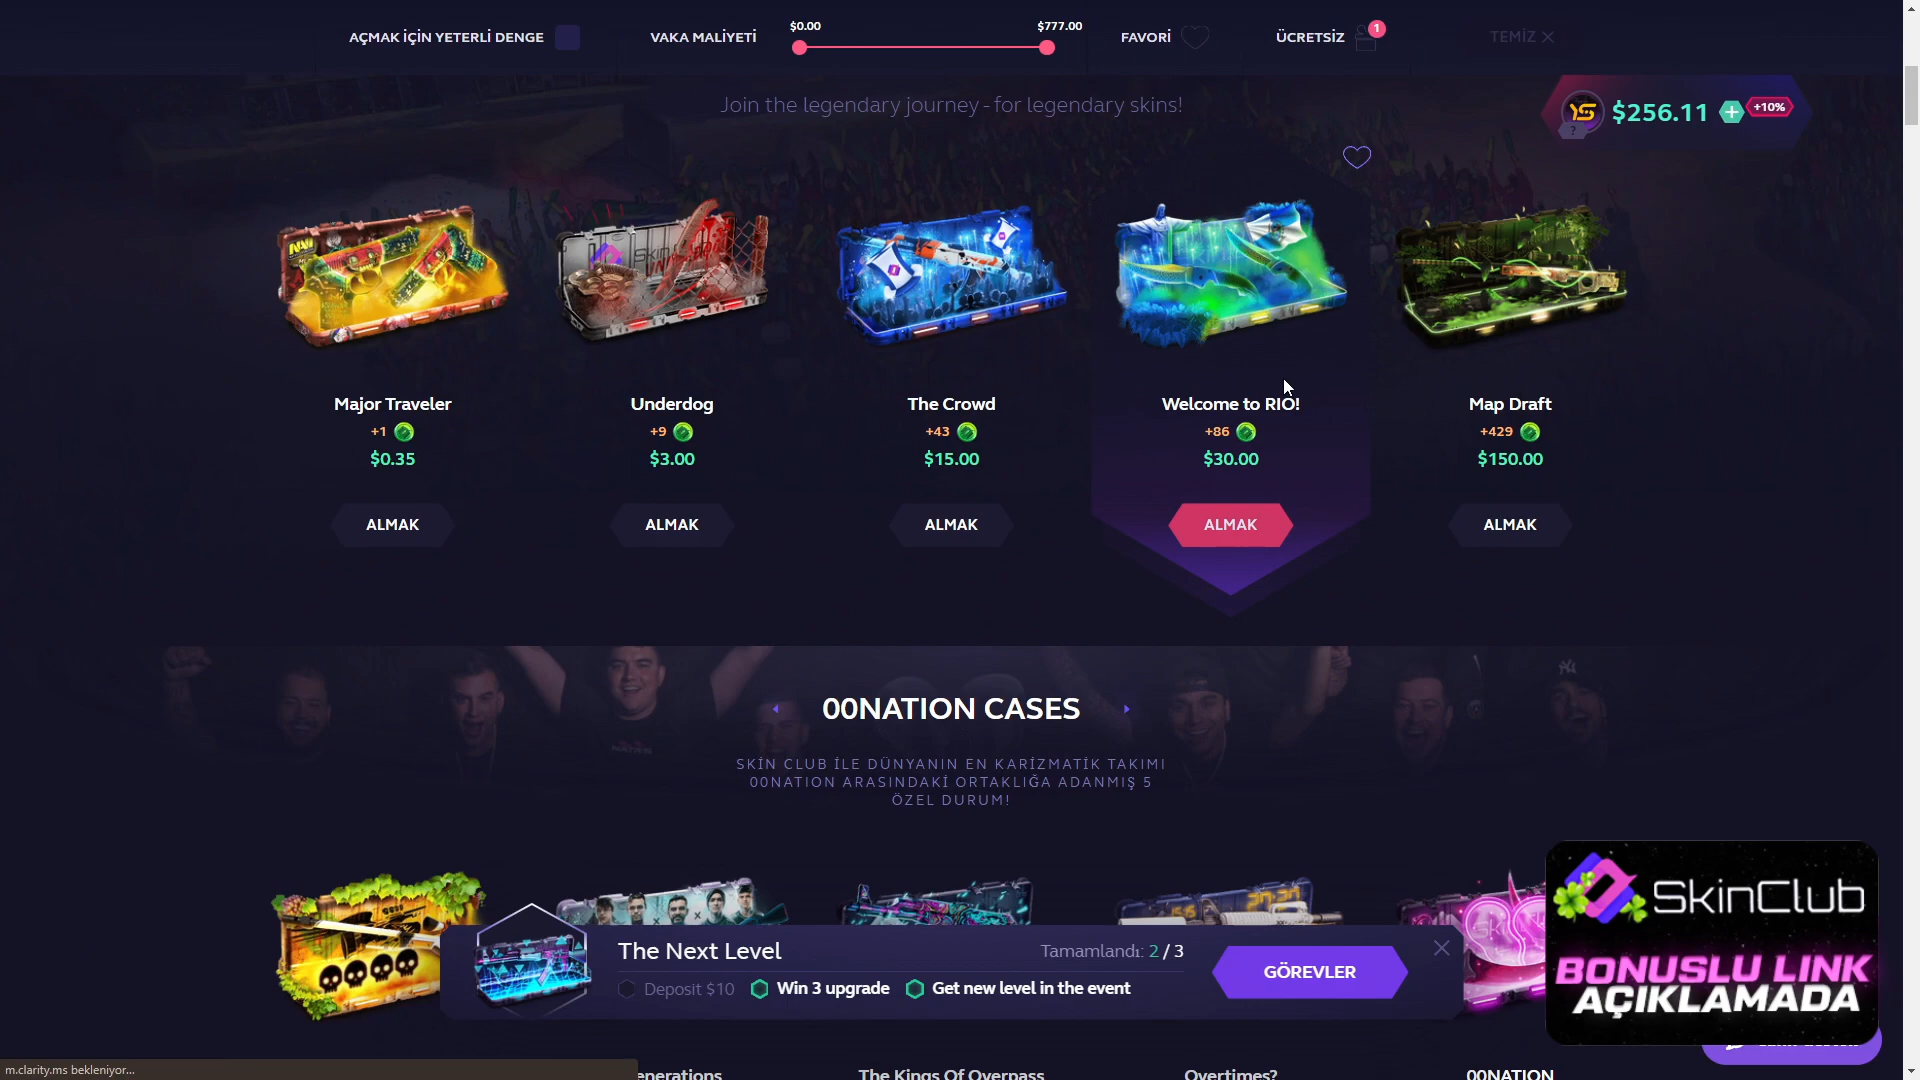 AÇMAK İÇİN YETERLİ DENGE
VAKA MALİYETİ
$0.00
$777.00
FAVORİ
ÜCRETSİZ
1
TEMİZ
Join the legendary journey - for legendary skins!
YS
?
$256.11
+10%
Major Traveler
+1
$0.35
ALMAK
Underdog
+9
$3.00
ALMAK
The Crowd
+43
$15.00
ALMAK
Welcome to RIO!
+86
$30.00
ALMAK
Map Draft
+429
$150.00
ALMAK
00NATION CASES
SKİN CLUB İLE DÜNYANIN EN KARİZMATİK TAKIMI
00NATION ARASINDAKİ ORTAKLIĞA ADANMIŞ 5
ÖZEL DURUM!
The Next Level
Tamamlandı: 2 / 3
Deposit $10
Win 3 upgrade
Get new level in the event
GÖREVLER
SkinClub
BONUSLU LINK
AÇIKLAMADA
enerations
The Kings Of Overpass
Overtimes?
00NATION
m.clarity.ms bekleniyor...